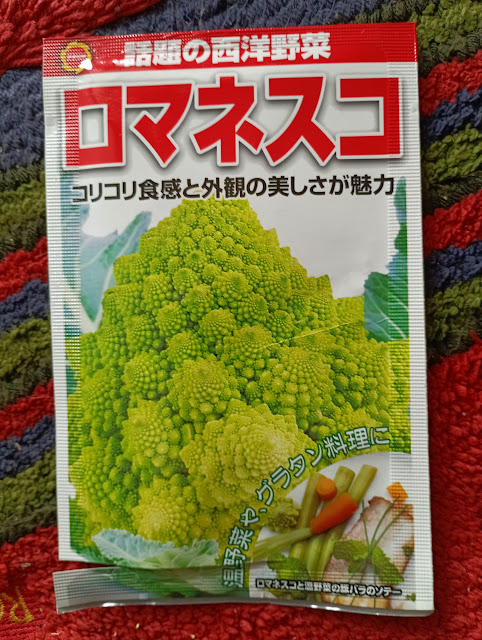 話題の西洋野菜
ロマネスコ
コリコリ食感と外観の美しさが魅力
温野菜や、グラタン料理に
ロマネスコと温野菜の豚バラのソテー